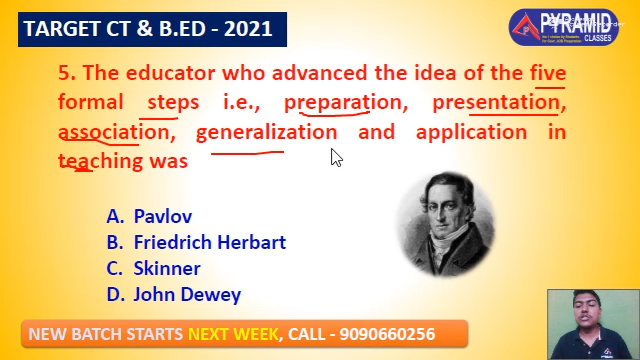 TARGET CT & B.ED - 2021
PYRAMID
CLASSES
5. The educator who advanced the idea of the five
formal steps i.e., preparation, presentation,
association, generalization and application in
teaching was
A. Pavlov
B. Friedrich Herbart
C. Skinner
D. John Dewey
NEW BATCH STARTS NEXT WEEK, CALL - 9090660256